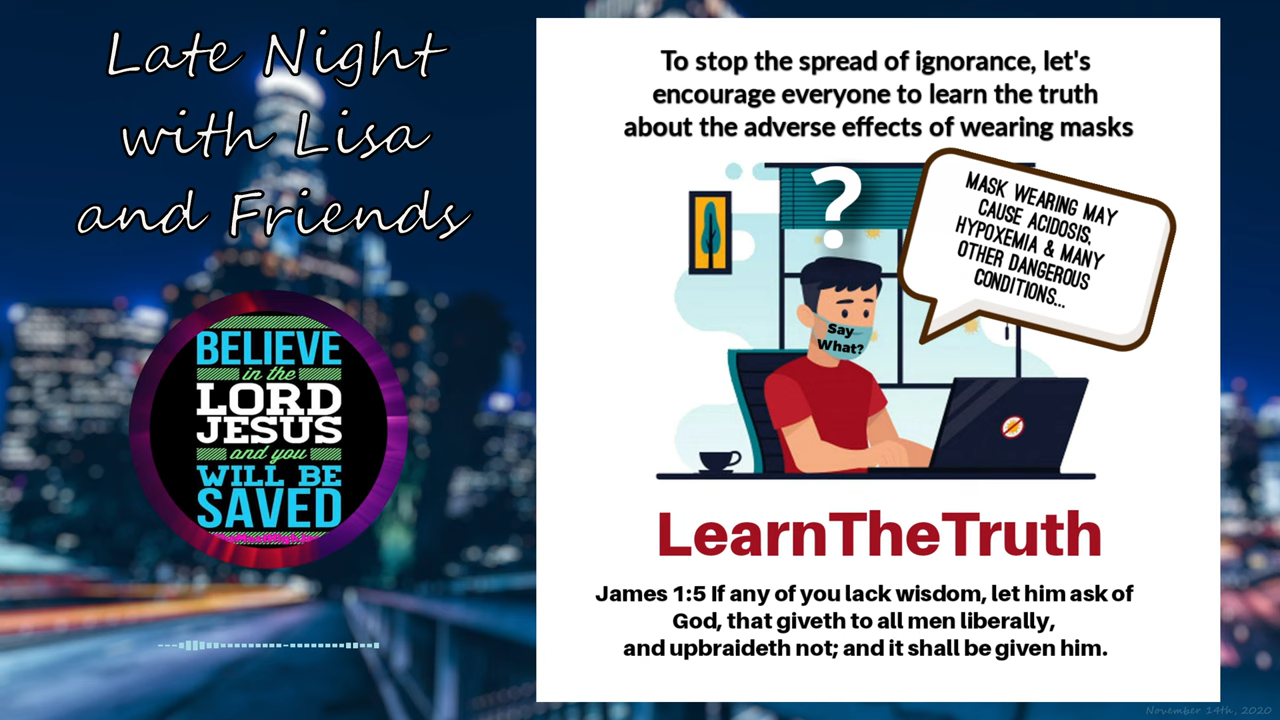 Late Night
with Lisa
and Friends
BELIEVE
in the
LORD
JESUS
and you
WILL BE
SAVED
To stop the spread of ignorance, let's
encourage everyone to learn the truth
about the adverse effects of wearing masks
?
MASK WEARING MAY
CAUSE ACIDOSIS,
HYPOXEMIA & MANY
OTHER DANGEROUS
CONDITIONS...
Say
What?
LearnTheTruth
James 1:5 If any of you lack wisdom, let him ask of
God, that giveth to all men liberally,
and upbraideth not; and it shall be given him.
November 14th, 2020